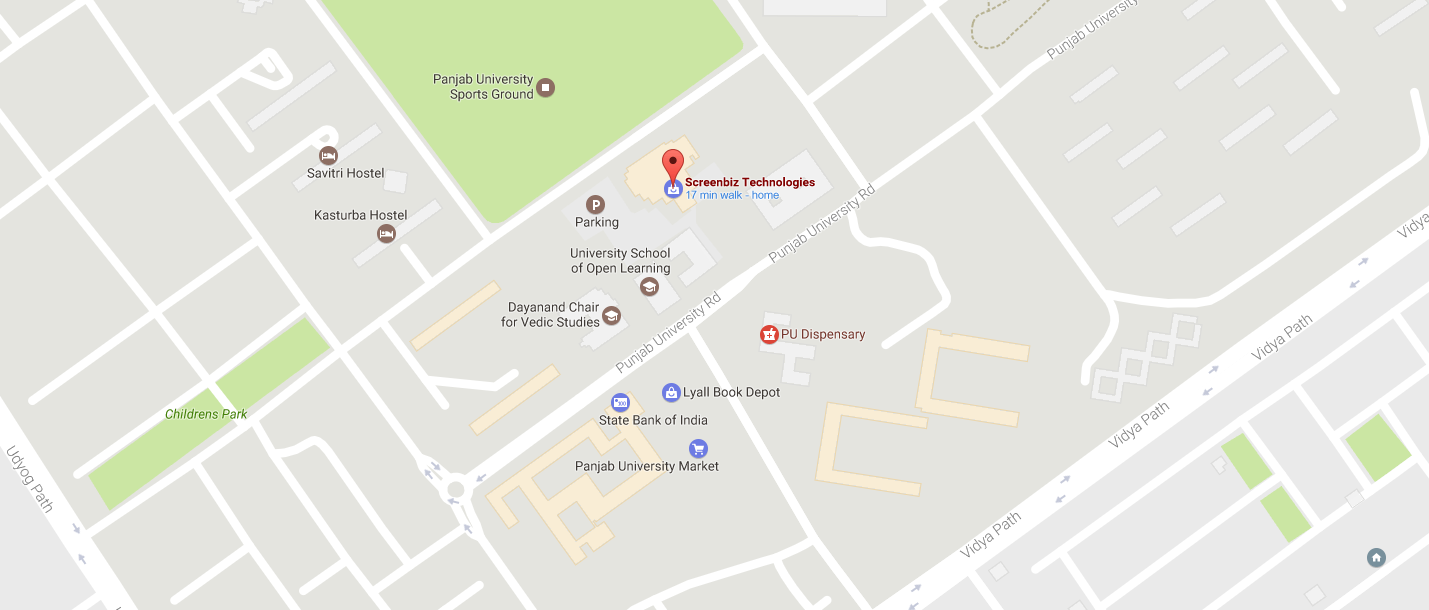 Punjab University
Panjab University
Sports Ground
Savitri Hostel
Screenbiz Technologies
17 min walk - home
Kasturba Hostel
P
Parking
Punjab University Rd
Vidya
University School
of Open Learning
Dayanand Chair
for Vedic Studies
Punjab University Rd
PU Dispensary
Vidya Path
Lyall Book Depot
Childrens Park
State Bank of India
Vidya Path
Panjab University Market
Udyog Path
Vidya Path